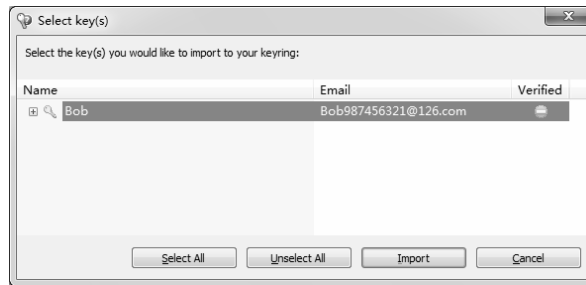 Select key(s)
Select the key(s) you would like to import to your keyring:
Name Email Verified
Bob Bob987456321@126.com
Select All Unselect All Import Cancel